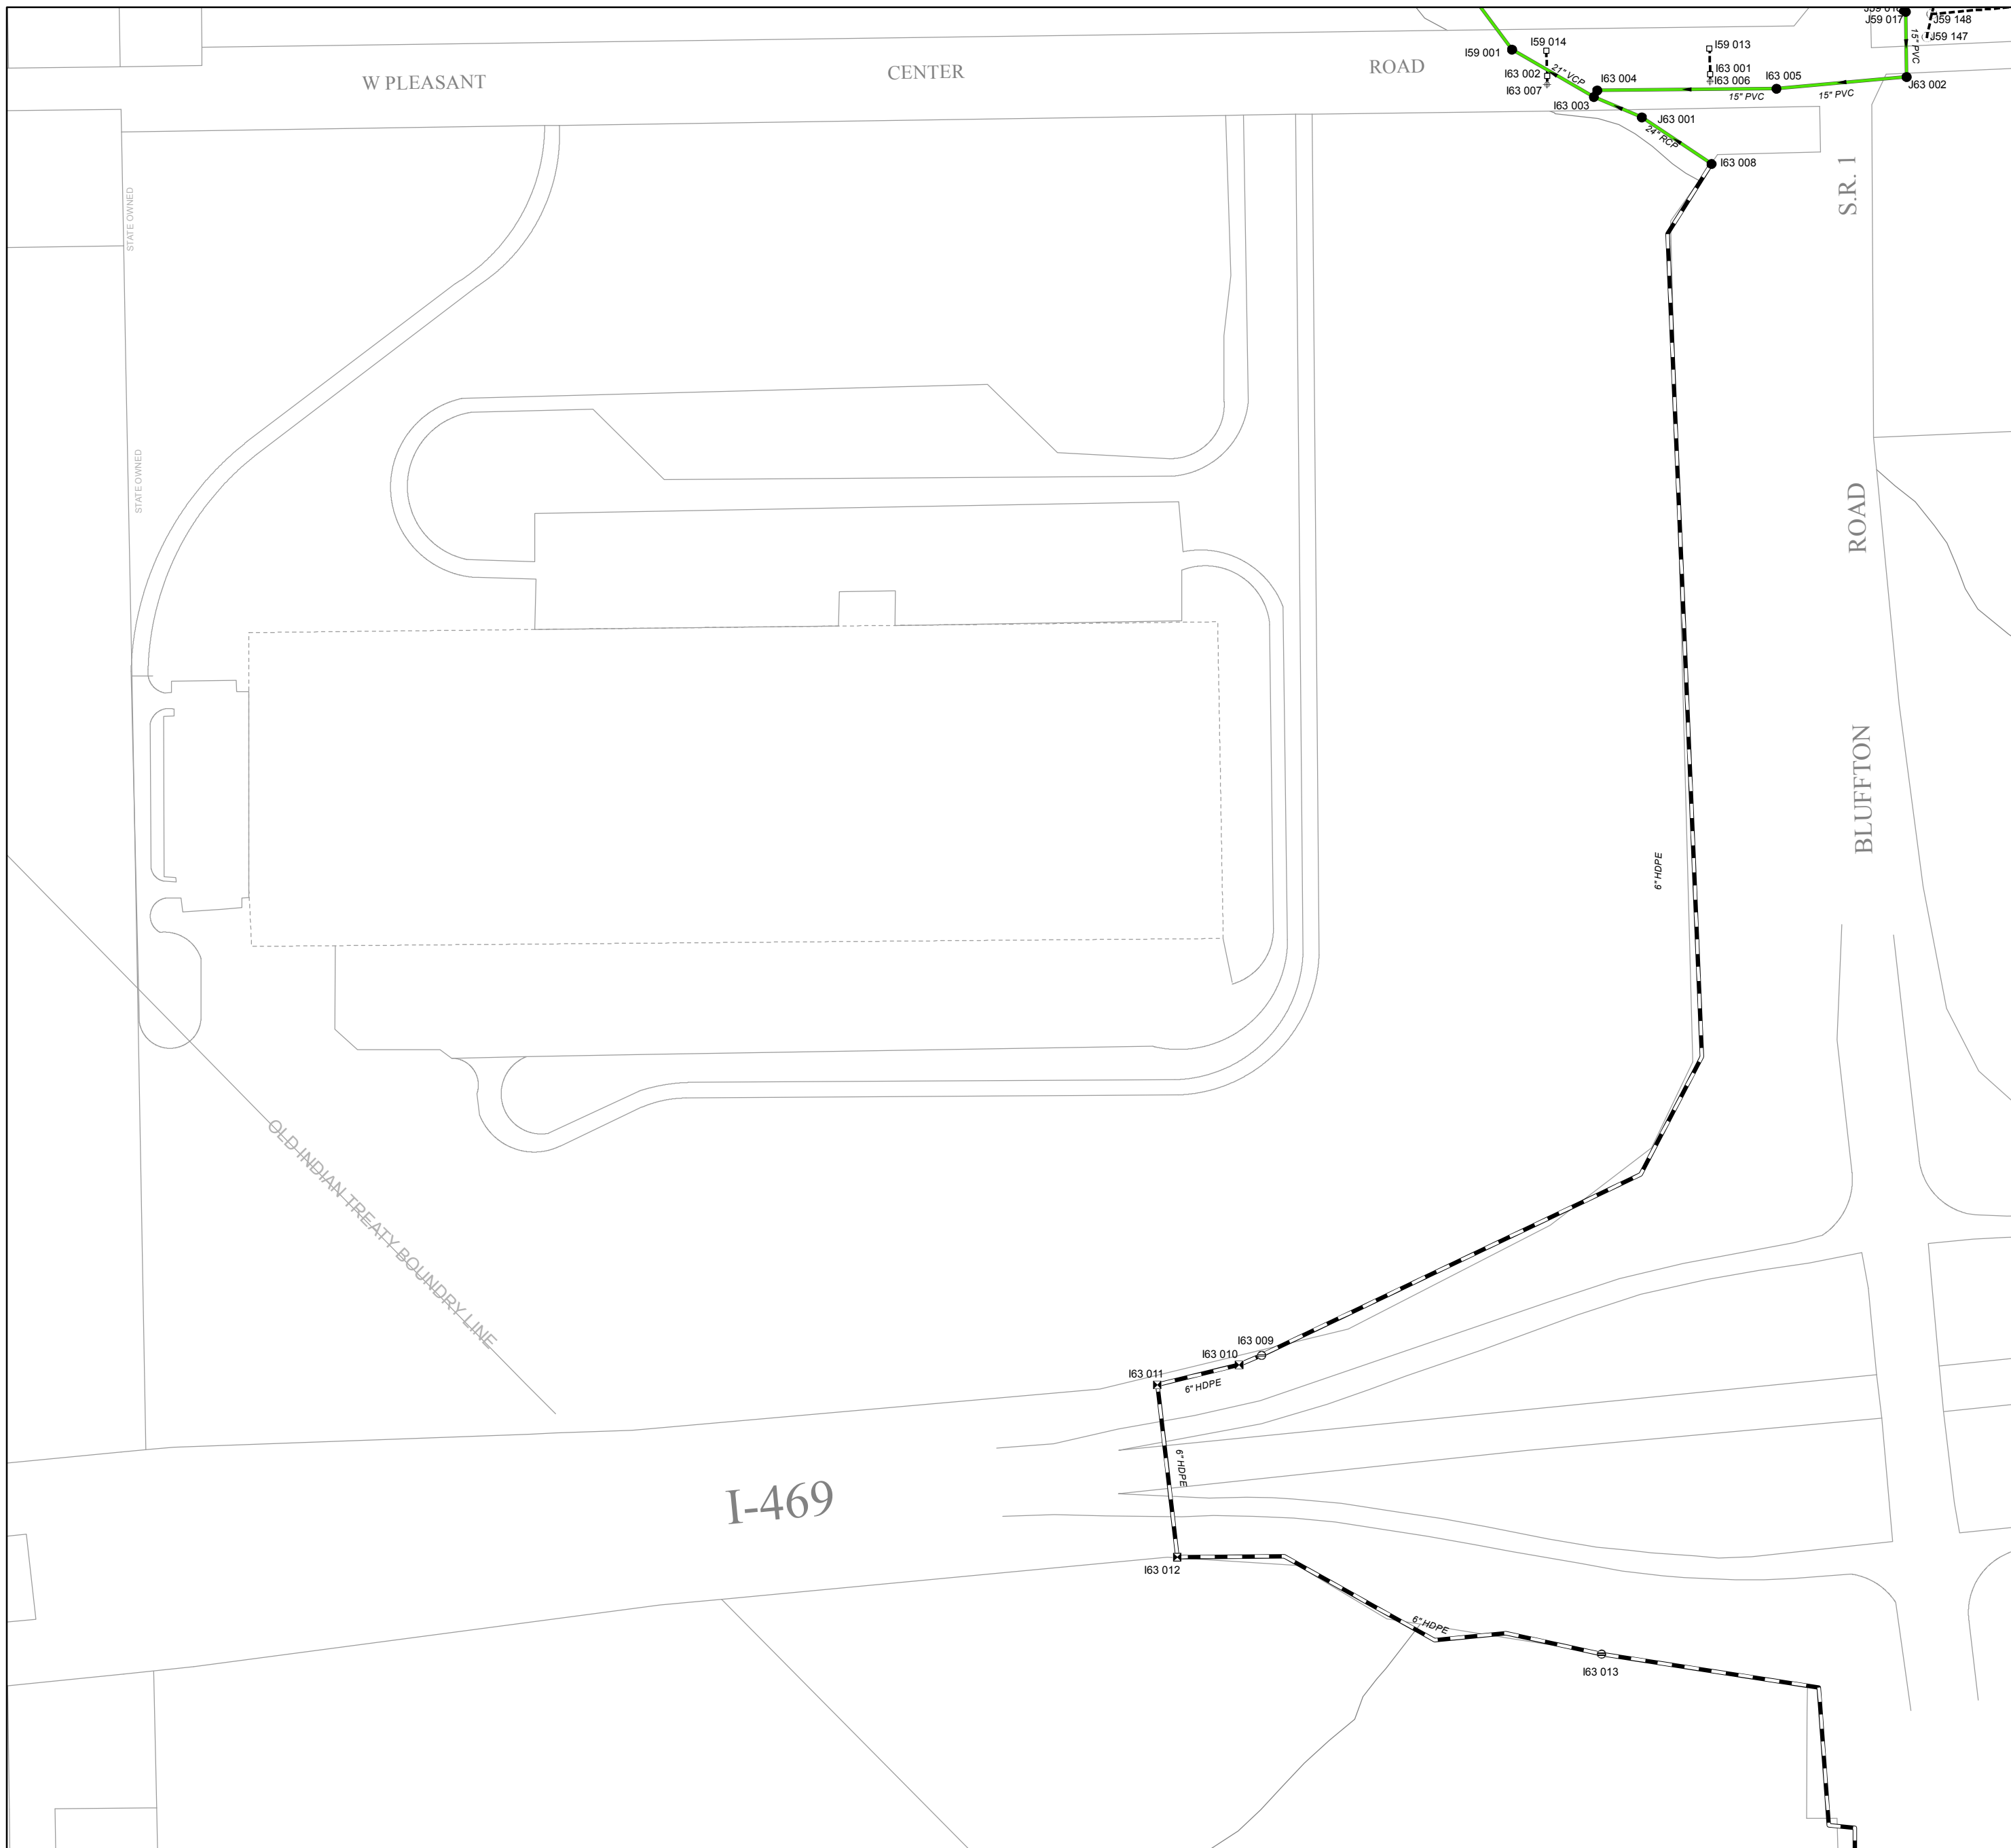 J59 018
J59 017
J59 148
J59 147
I59 001
I59 014
I59 013
15" PVC
W PLEASANT
CENTER
ROAD
I63 002
I63 007
21" VCP
I63 004
I63 001
I63 006
I63 005
J63 002
I63 003
15" PVC
15" PVC
J63 001
24" RCP
I63 008
STATE OWNED
S.R. 1
STATE OWNED
ROAD
BLUFFTON
6" HDPE
OLD INDIAN TREATY BOUNDRY LINE
I63 009
I63 010
I63 011
6" HDPE
6" HDPE
I-469
I63 012
6" HDPE
I63 013